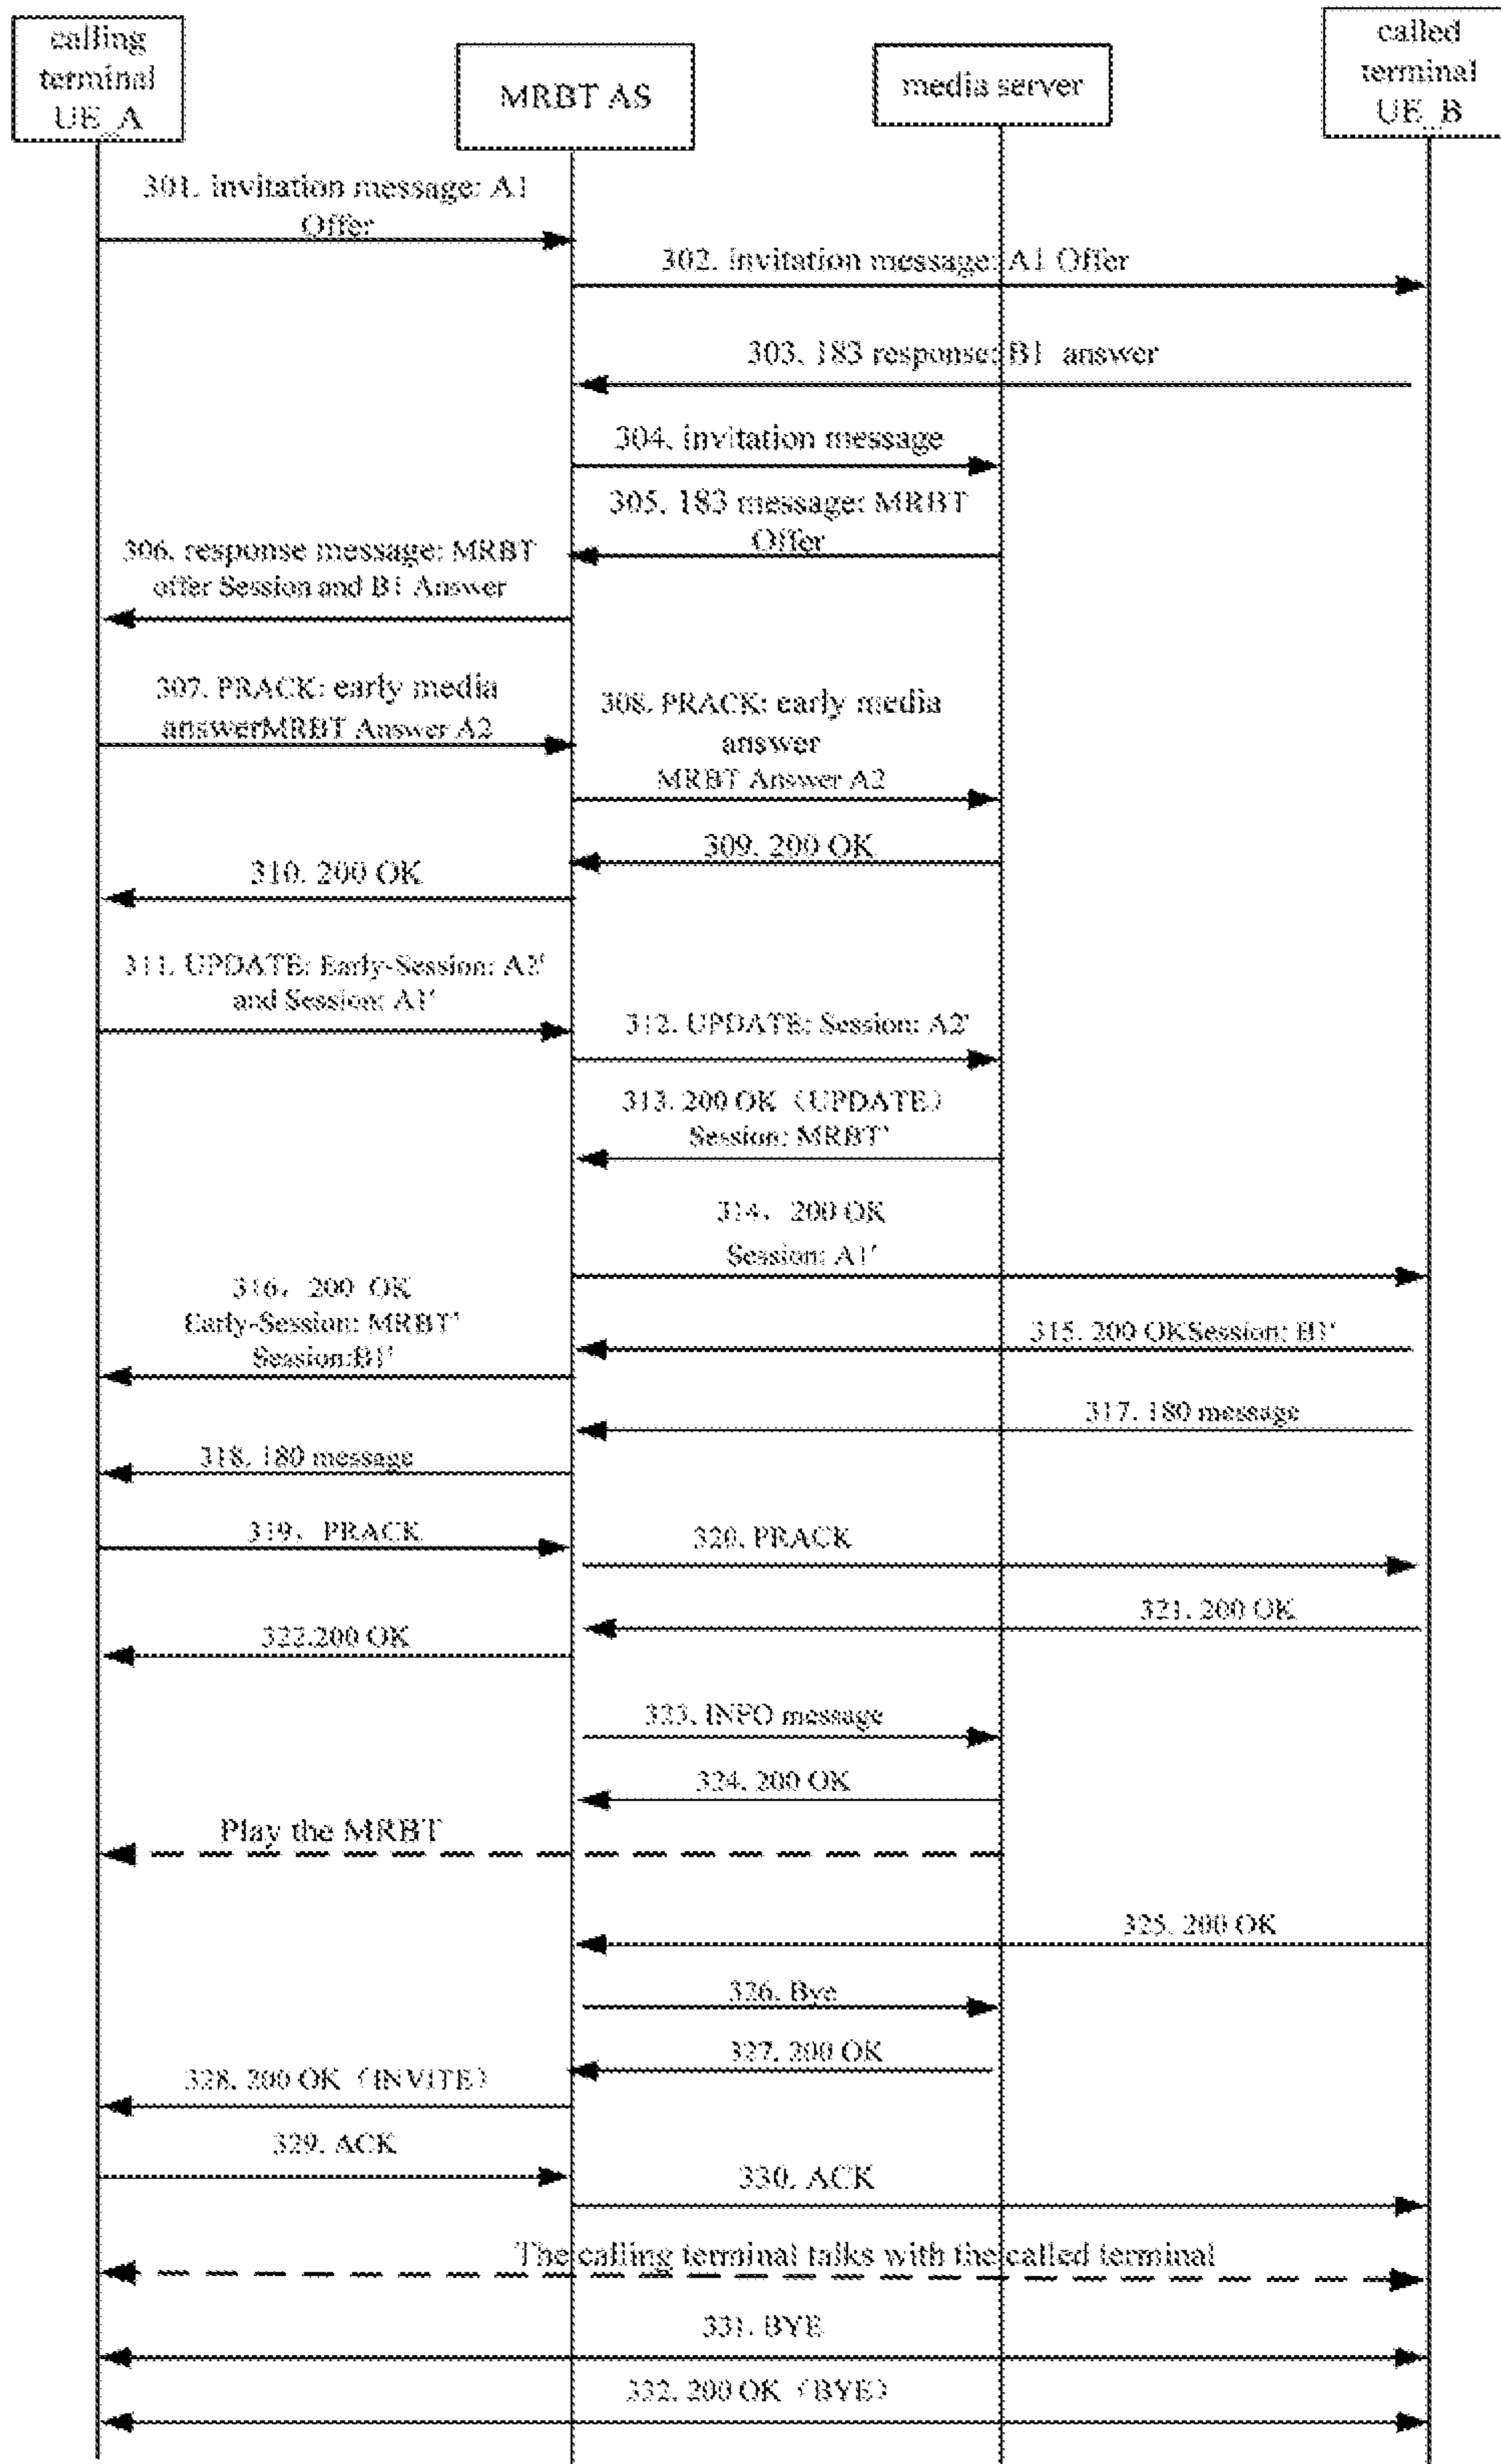 calling
terminal
UE_A
MRBT AS
media server
called
terminal
UE_B
301. invitation message: A1
Offer
302. invitation message: A1 Offer
303. 183 response: B1 answer
304. invitation message
305. 183 message: MRBT
Offer
306. response message: MRBT
offer Session and B1 Answer
307. PRACK: early media
answerMRBT Answer A2
308. PRACK: early media
answer
MRBT Answer A2
309. 200 OK
310. 200 OK
311. UPDATE: Early-Session: A2'
and Session: A1'
312. UPDATE: Session: A2'
313. 200 OK（UPDATE）
Session: MRBT'
314、200 OK
Session: A1'
316、200 OK
Early-Session: MRBT'
Session:B1'
315. 200 OKSession: B1'
317. 180 message
318. 180 message
319、PRACK
320. PRACK
321. 200 OK
322.200 OK
323. INFO message
324. 200 OK
Play the MRBT
325. 200 OK
326. Bye
327. 200 OK
328. 200 OK（INVITE）
329. ACK
330. ACK
The calling terminal talks with the called terminal
331. BYE
332. 200 OK（BYE）